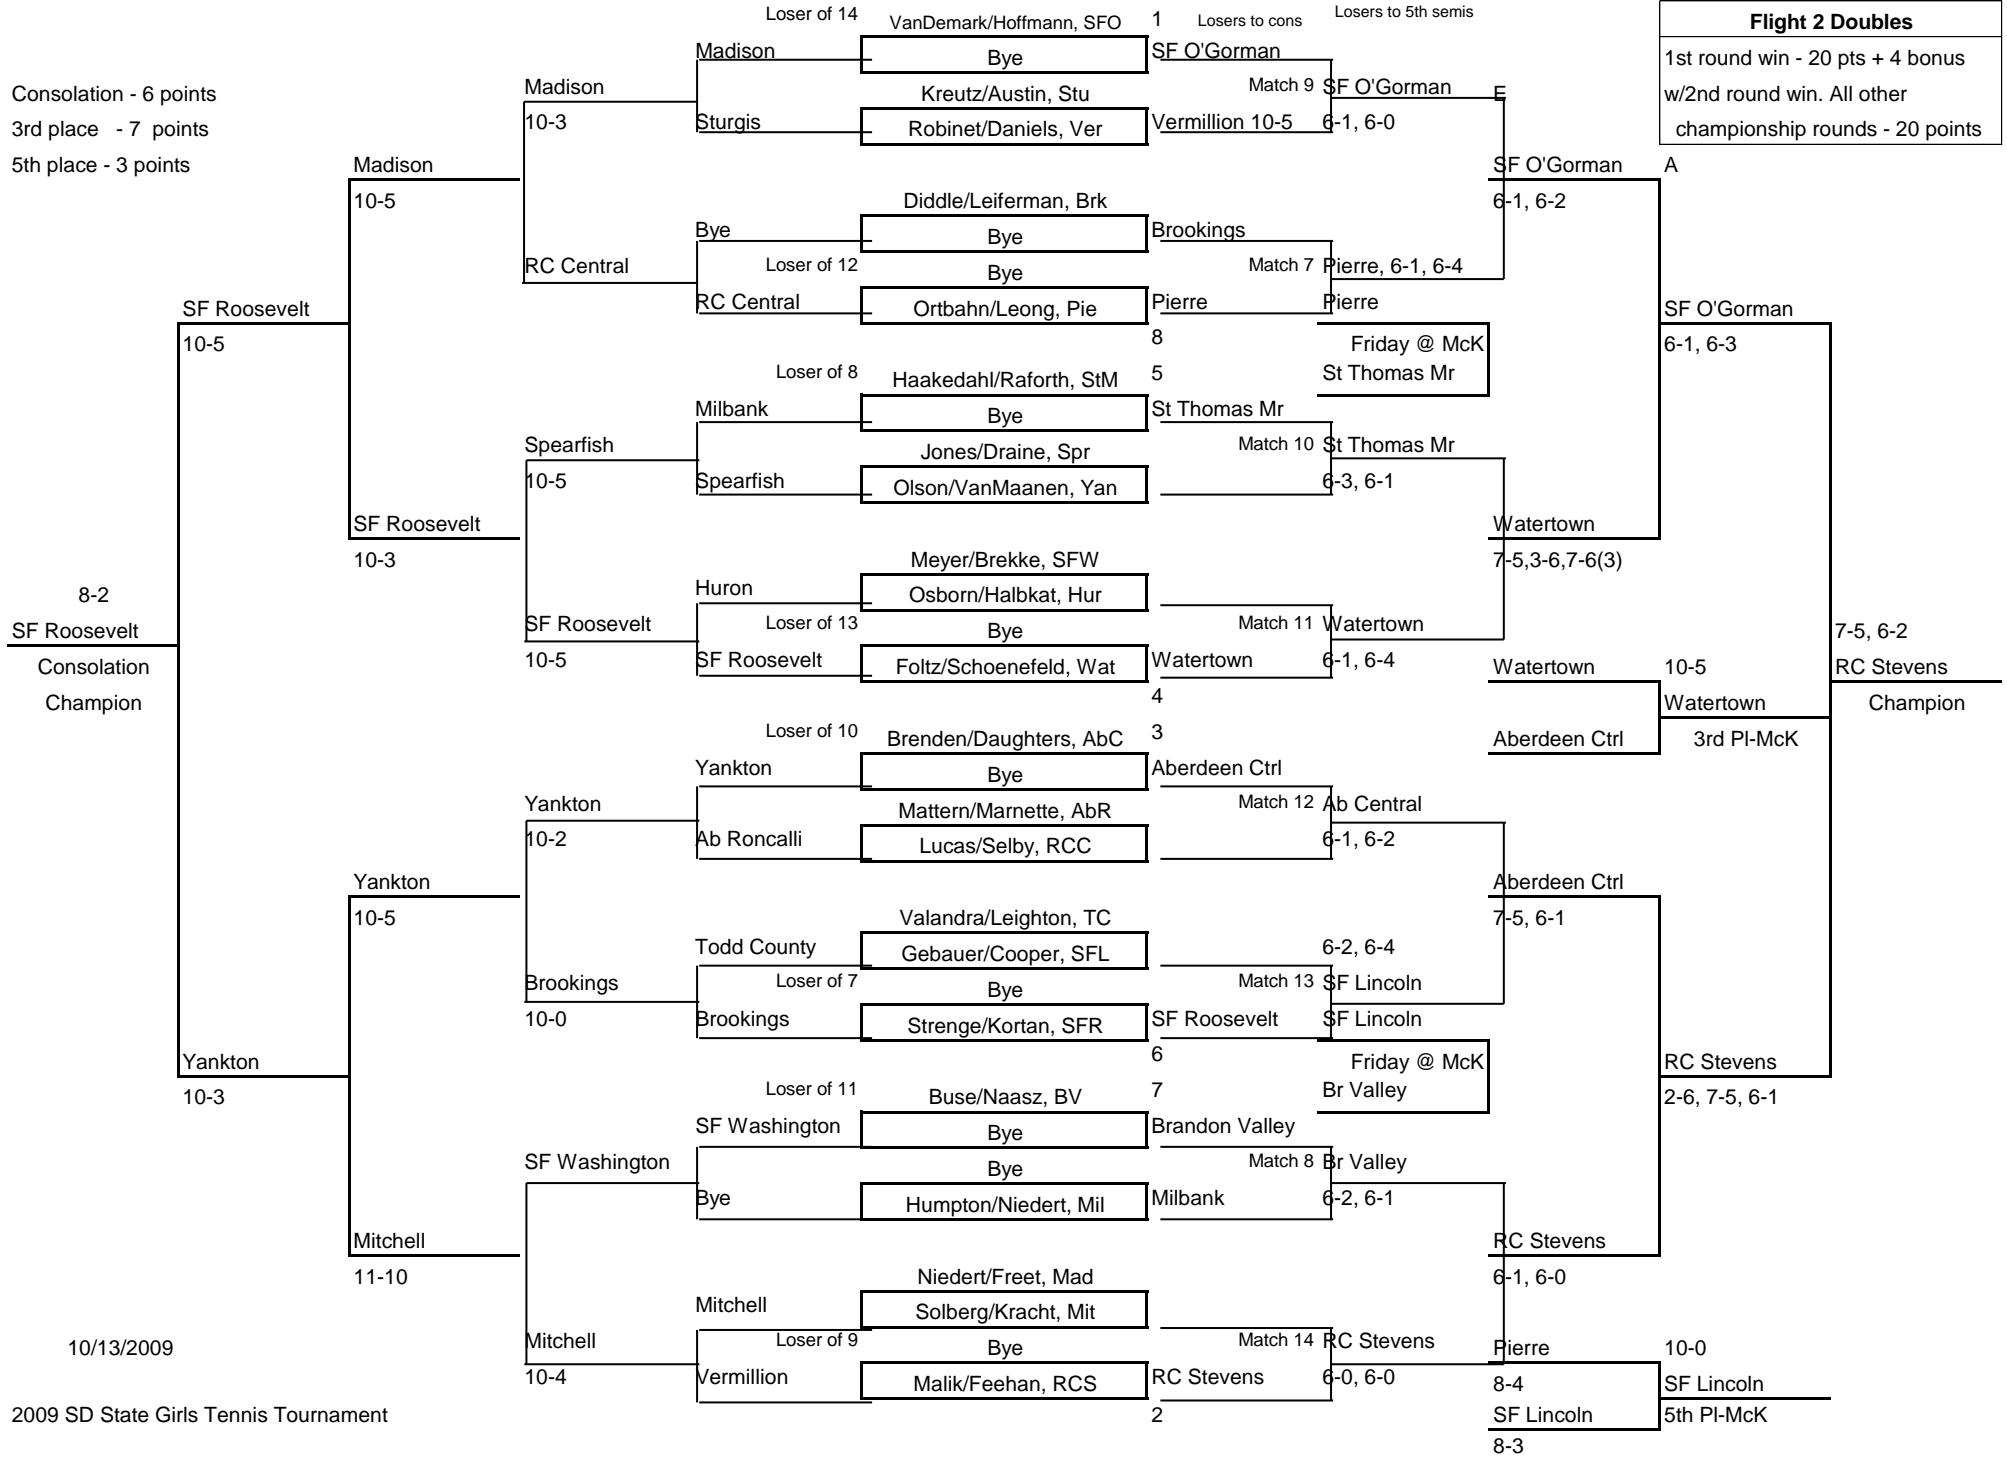 Loser of 14
VanDemark/Hoffmann, SFO
1
Losers to cons
Losers to 5th semis
Flight 2 Doubles
Madison
Bye
SF O'Gorman
1st round win - 20 pts + 4 bonus
Consolation - 6 points
Madison
Kreutz/Austin, Stu
Match 9
SF O'Gorman
E
w/2nd round win. All other
3rd place - 7 points
10-3
Sturgis
Robinet/Daniels, Ver
Vermillion 10-5
6-1, 6-0
championship rounds - 20 points
5th place - 3 points
Madison
SF O'Gorman
A
10-5
Diddle/Leiferman, Brk
6-1, 6-2
Bye
Bye
Brookings
RC Central
Loser of 12
Bye
Match 7
Pierre, 6-1, 6-4
SF Roosevelt
RC Central
Ortbahn/Leong, Pie
Pierre
Pierre
SF O'Gorman
10-5
8
Friday @ McK
6-1, 6-3
Loser of 8
Haakedahl/Raforth, StM
5
St Thomas Mr
Milbank
Bye
St Thomas Mr
Spearfish
Jones/Draine, Spr
Match 10
St Thomas Mr
10-5
Spearfish
Olson/VanMaanen, Yan
6-3, 6-1
SF Roosevelt
Watertown
10-3
Meyer/Brekke, SFW
7-5,3-6,7-6(3)
8-2
Huron
Osborn/Halbkat, Hur
SF Roosevelt
SF Roosevelt
Loser of 13
Bye
Match 11
Watertown
7-5, 6-2
Consolation
10-5
SF Roosevelt
Foltz/Schoenefeld, Wat
Watertown
6-1, 6-4
Watertown
10-5
RC Stevens
Champion
4
Watertown
Champion
Loser of 10
Brenden/Daughters, AbC
3
Aberdeen Ctrl
3rd Pl-McK
Yankton
Bye
Aberdeen Ctrl
Yankton
Mattern/Marnette, AbR
Match 12
Ab Central
10-2
Ab Roncalli
Lucas/Selby, RCC
6-1, 6-2
Yankton
Aberdeen Ctrl
10-5
Valandra/Leighton, TC
7-5, 6-1
Todd County
Gebauer/Cooper, SFL
6-2, 6-4
Brookings
Loser of 7
Bye
Match 13
SF Lincoln
10-0
Brookings
Strenge/Kortan, SFR
SF Roosevelt
SF Lincoln
Yankton
6
Friday @ McK
RC Stevens
10-3
Loser of 11
Buse/Naasz, BV
7
Br Valley
2-6, 7-5, 6-1
SF Washington
Bye
Brandon Valley
SF Washington
Bye
Match 8
Br Valley
Bye
Humpton/Niedert, Mil
Milbank
6-2, 6-1
Mitchell
RC Stevens
11-10
Niedert/Freet, Mad
6-1, 6-0
Mitchell
Solberg/Kracht, Mit
10/13/2009
Mitchell
Loser of 9
Bye
Match 14
RC Stevens
Pierre
10-0
10-4
Vermillion
Malik/Feehan, RCS
RC Stevens
6-0, 6-0
8-4
SF Lincoln
2009 SD State Girls Tennis Tournament
2
SF Lincoln
5th Pl-McK
8-3